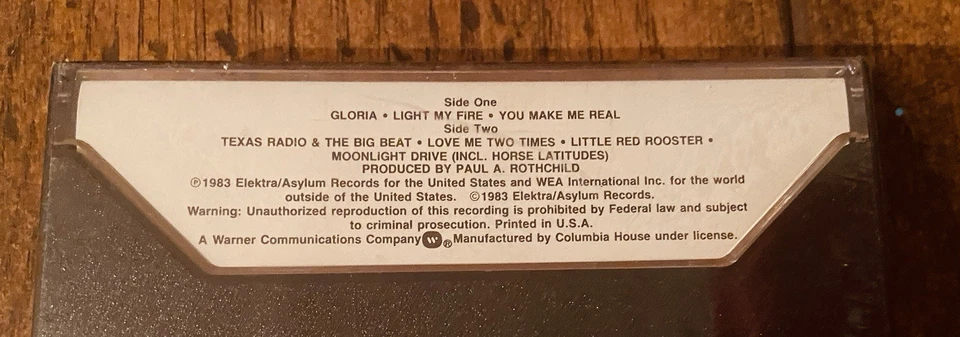 Side One
GLORIA • LIGHT MY FIRE • YOU MAKE ME REAL
Side Two
TEXAS RADIO & THE BIG BEAT • LOVE ME TWO TIMES • LITTLE RED ROOSTER •
MOONLIGHT DRIVE (INCL. HORSE LATITUDES)
PRODUCED BY PAUL A. ROTHCHILD
℗1983 Elektra/Asylum Records for the United States and WEA International Inc. for the world
outside of the United States. ©1983 Elektra/Asylum Records.
Warning: Unauthorized reproduction of this recording is prohibited by Federal law and subject
to criminal prosecution. Printed in U.S.A.
A Warner Communications Company W ® Manufactured by Columbia House under license.